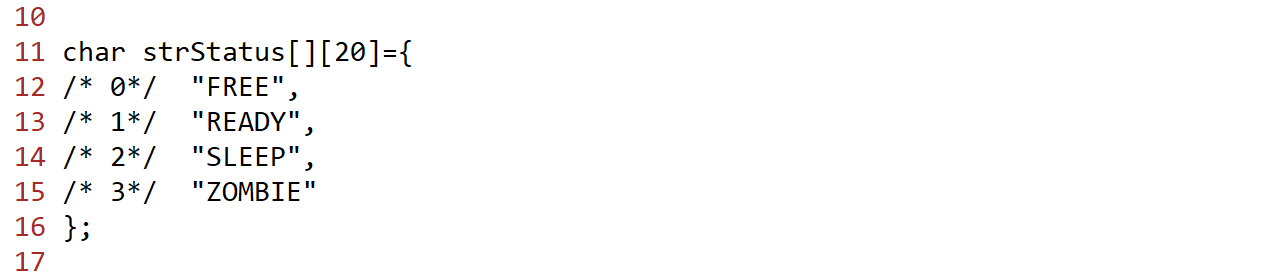 10
11 char strStatus[][20]={
12 /* 0*/  "FREE",
13 /* 1*/  "READY",
14 /* 2*/  "SLEEP",
15 /* 3*/  "ZOMBIE"
16 };
17